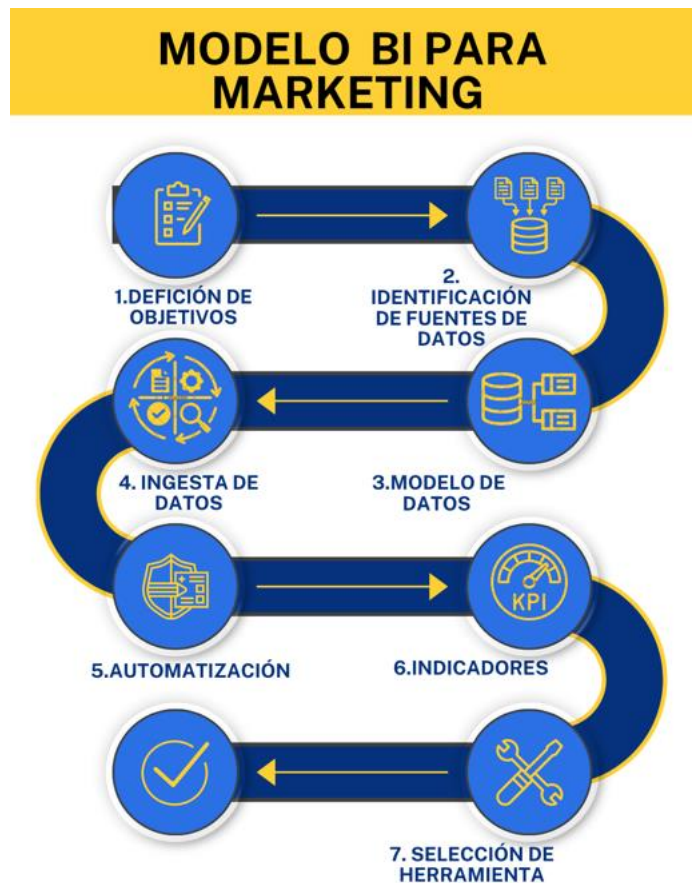 MODELO BI PARA
MARKETING
1.DEFICIÓN DE
OBJETIVOS
2.
IDENTIFICACIÓN
DE FUENTES DE
DATOS
4. INGESTA DE
DATOS
3.MODELO DE
DATOS
5.AUTOMATIZACIÓN
KPI
6.INDICADORES
7. SELECCIÓN DE
HERRAMIENTA